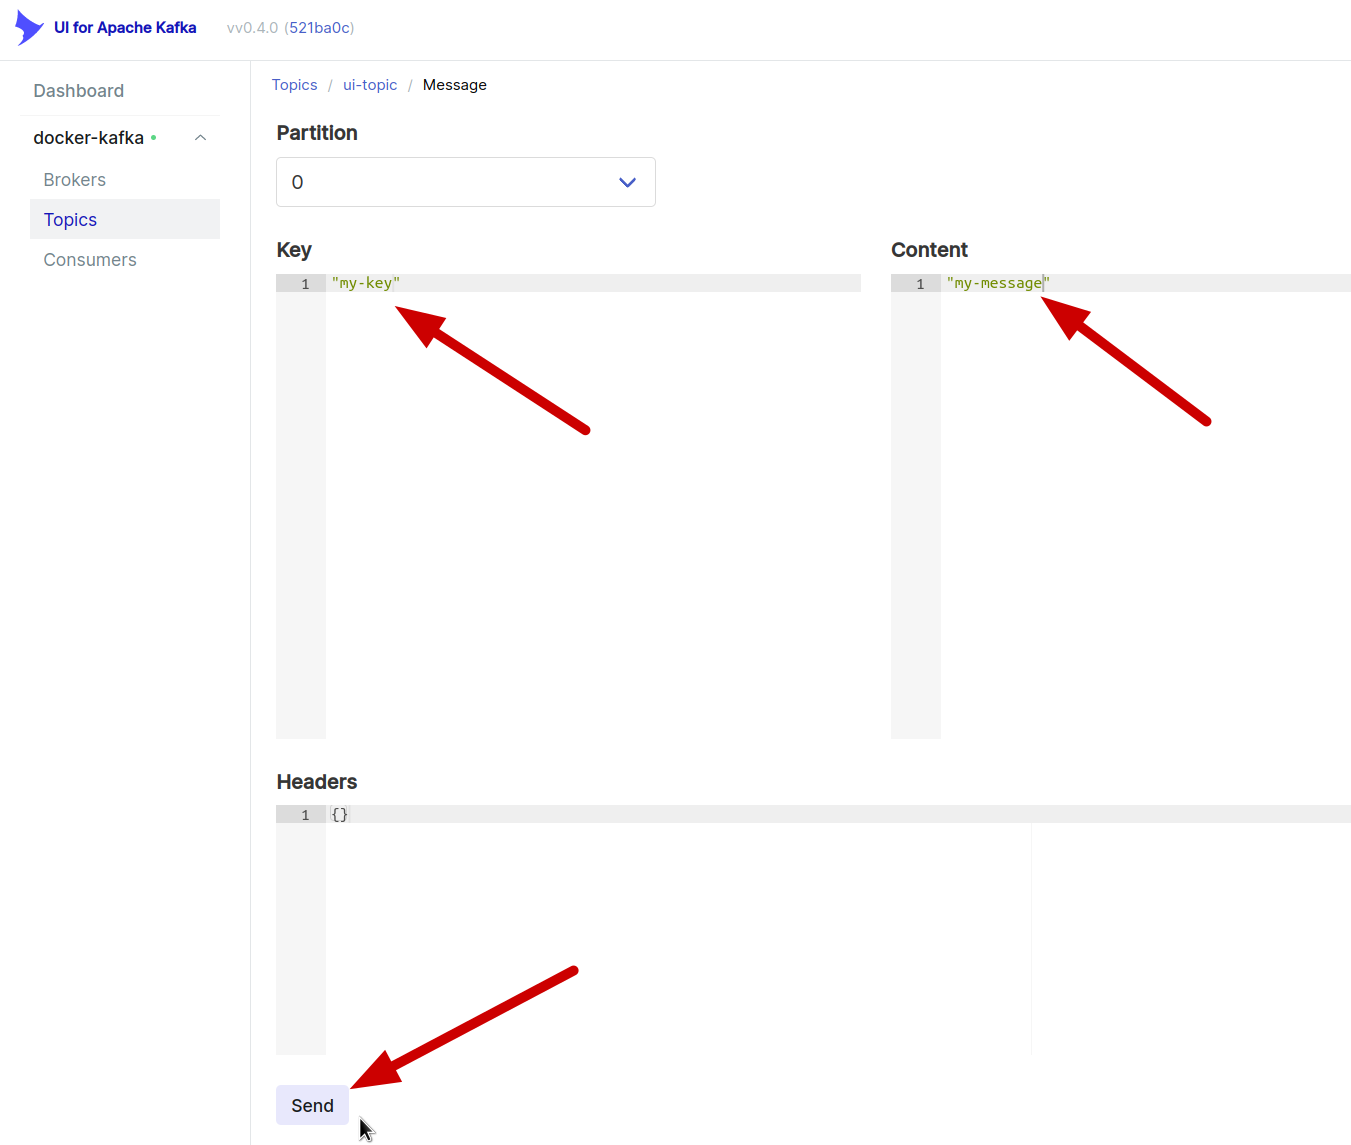 UI for Apache Kafka vv0.4.0 (521ba0c)
Dashboard
docker-kafka
Brokers
Topics
Consumers
Topics / ui-topic / Message
Partition
0
Key
1 "my-key"
Content
1 "my-message"
Headers
1 {}
Send